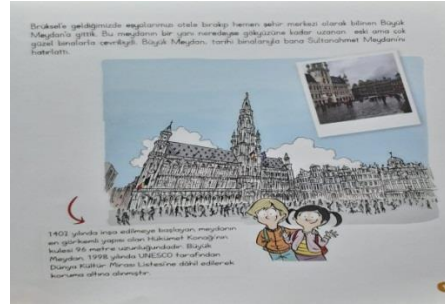 Brüksel'e geldiğimizde eşyalarımızı otele bırakıp hemen şehir merkezi olarak bilinen Büyük
Meydan'a gittik. Bu meydanın bir yanı neredeyse gökyüzüne kadar uzanan eski ama çok
güzel binalarla çevriliydi. Büyük Meydan, tarihi binalarıyla bana Sultanahmet Meydanı'nı
hatırlattı.
1402 yılında inşa edilmeye başlayan meydanın
en görkemli yapısı olan Hükümet Konağı'nın
kulesi 96 metre uzunluğundadır. Büyük
Meydan, 1998 yılında UNESCO tarafından
Dünya Kültür Mirası Listesi'ne dâhil edilerek
koruma altına alınmıştır.